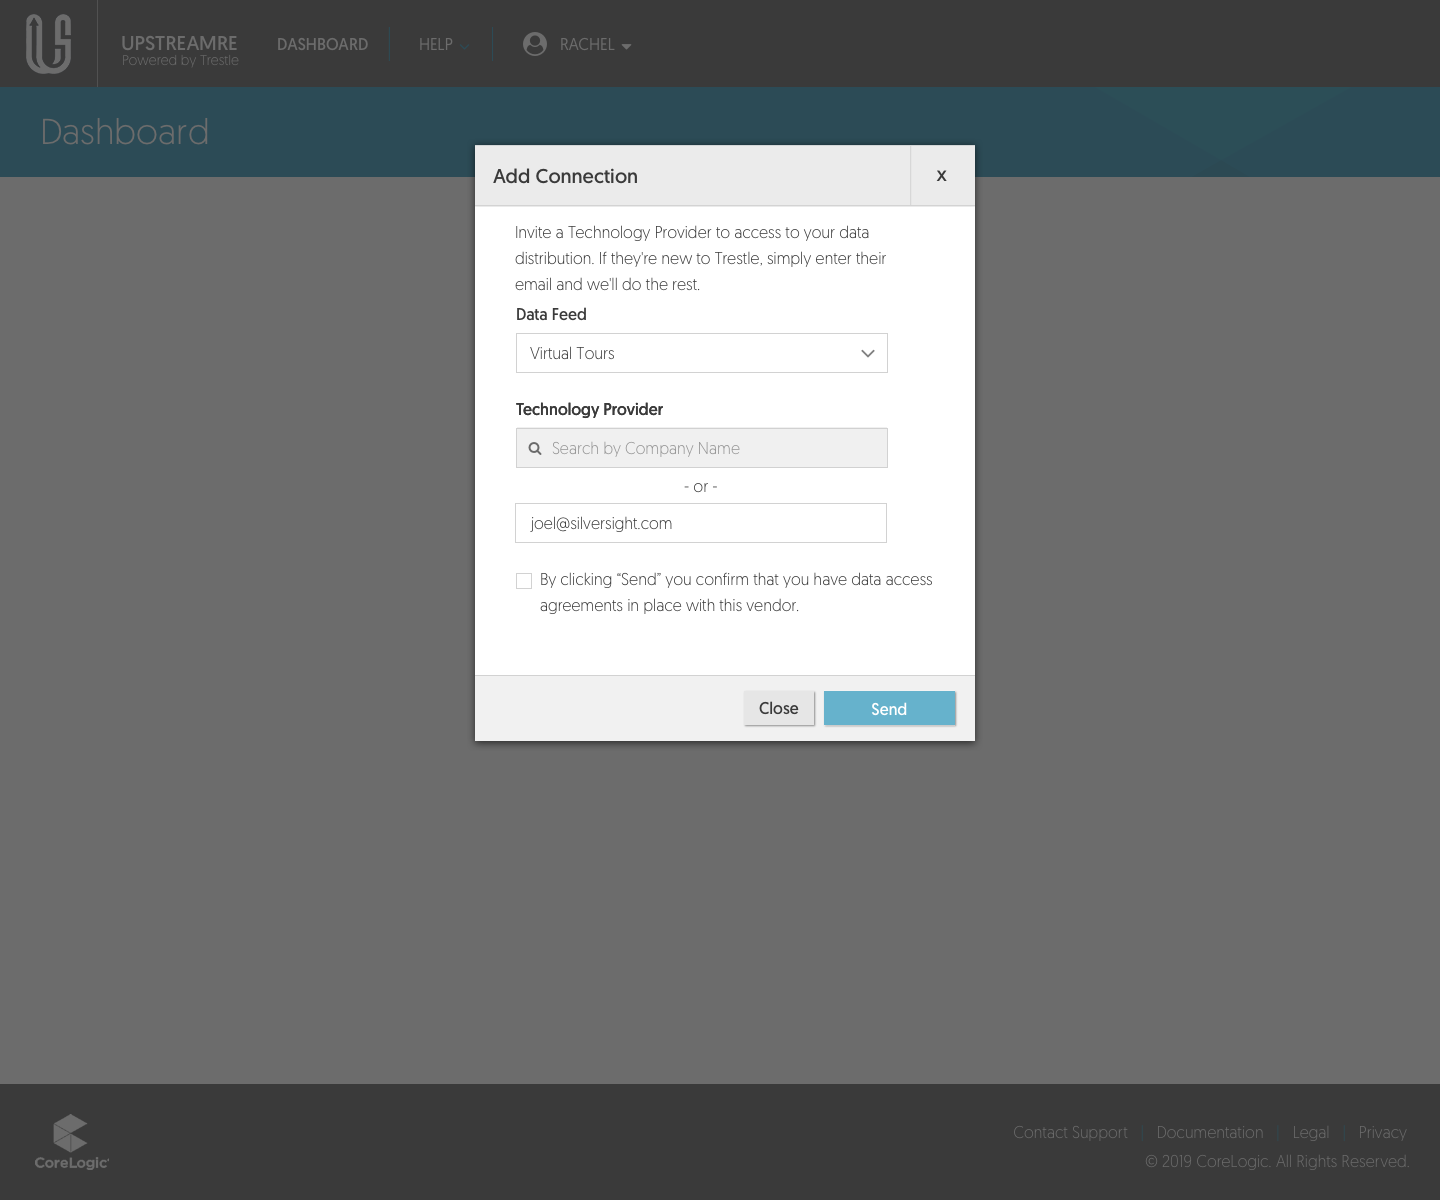 UPSTREAMRE
Powered by Trestle
DASHBOARD
HELP
RACHEL
Dashboard
Add Connection
X
Invite a Technology Provider to access to your data
distribution. If they're new to Trestle, simply enter their
email and we'll do the rest.
Data Feed
Virtual Tours
Technology Provider
Search by Company Name
- or -
joel@silversight.com
By clicking “Send” you confirm that you have data access
agreements in place with this vendor.
Close
Send
CoreLogic
Contact Support
Documentation
Legal
Privacy
© 2019 CoreLogic. All Rights Reserved.